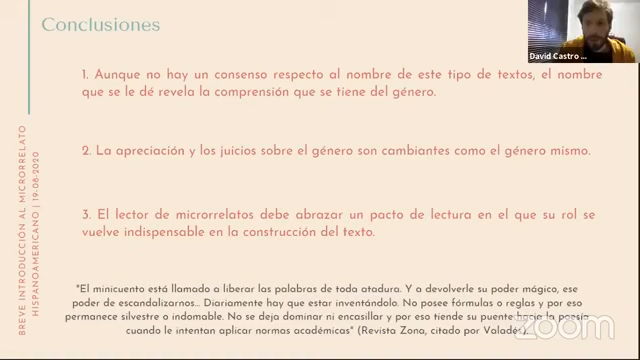 Conclusiones
1. Aunque no hay un consenso respecto al nombre de este tipo de textos, el nombre
que se le dé revela la comprensión que se tiene del género.
2. La apreciación y los juicios sobre el género son cambiantes como el género mismo.
3. El lector de microrrelatos debe abrazar un pacto de lectura en el que su rol se
vuelve indispensable en la construcción del texto.
"El minicuento está llamado a liberar las palabras de toda atadura. Y a devolverle su poder mágico, ese
poder de escandalizarnos... Diariamente hay que estar inventándolo. No posee fórmulas o reglas y por eso
permanece silvestre o indomable. No se deja dominar ni encasillar y por eso tiende su puente hacia la poesía
cuando le intentan aplicar normas académicas" (Revista Zona, citado por Valadés).
BREVE INTRODUCCIÓN AL MICRORRELATO
HISPANOAMERICANO | 19-08-2020
David Castro ...
zoom